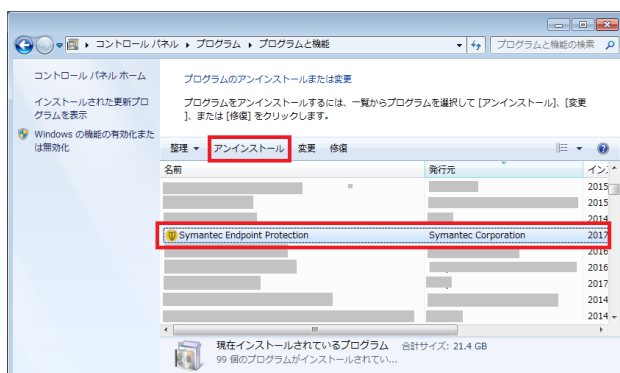 コントロール パネル ▸ プログラム ▸ プログラムと機能
プログラムと機能の検索
コントロール パネル ホーム
インストールされた更新プロ
グラムを表示
Windows の機能の有効化また
は無効化
プログラムのアンインストールまたは変更
プログラムをアンインストールするには、一覧からプログラムを選択して [アンインストール]、[変更
]、または [修復] をクリックします。
整理 アンインストール 変更 修復
名前 発行元 インス
2015
2015
2014
Symantec Endpoint Protection Symantec Corporation 2017
2016
2016
2017
2014
2014
現在インストールされているプログラム 合計サイズ: 21.4 GB
99 個のプログラムがインストールされてい...